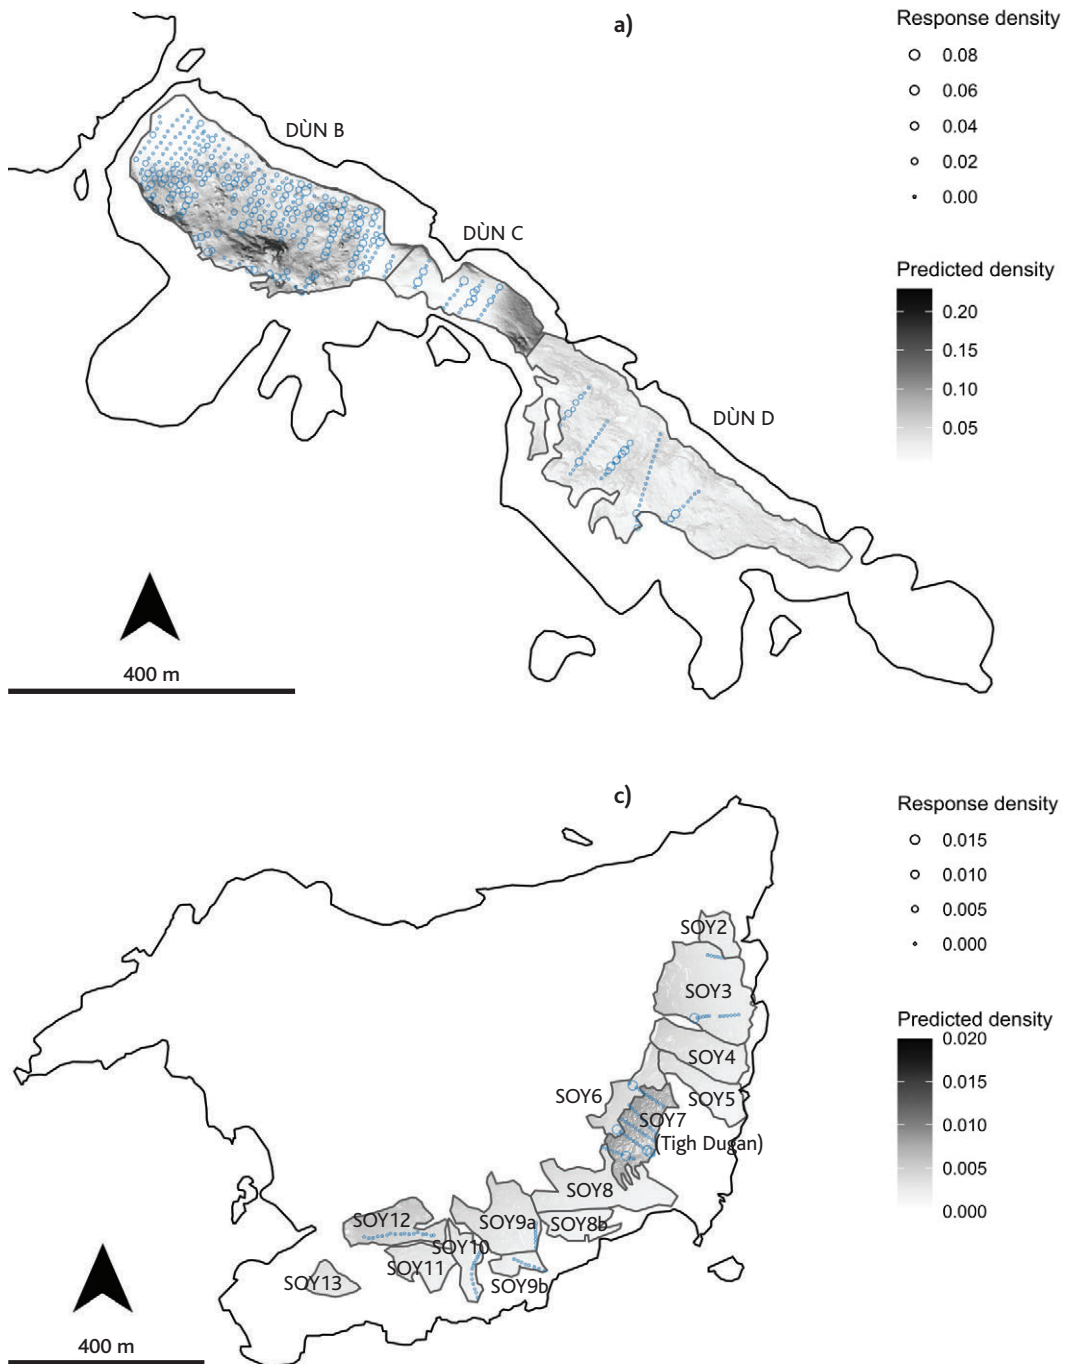 a)
Response density
0.08
0.06
0.04
0.02
0.00
DÙN B
DÙN C
Predicted density
0.20
0.15
0.10
0.05
DÙN D
400 m
c)
Response density
0.015
0.010
0.005
0.000
SOY2
SOY3
Predicted density
0.020
0.015
0.010
0.005
0.000
SOY4
SOY5
SOY6
SOY7
(Tigh Dugan)
SOY8
SOY12
SOY9a
SOY8b
SOY10
SOY11
SOY13
SOY9b
400 m